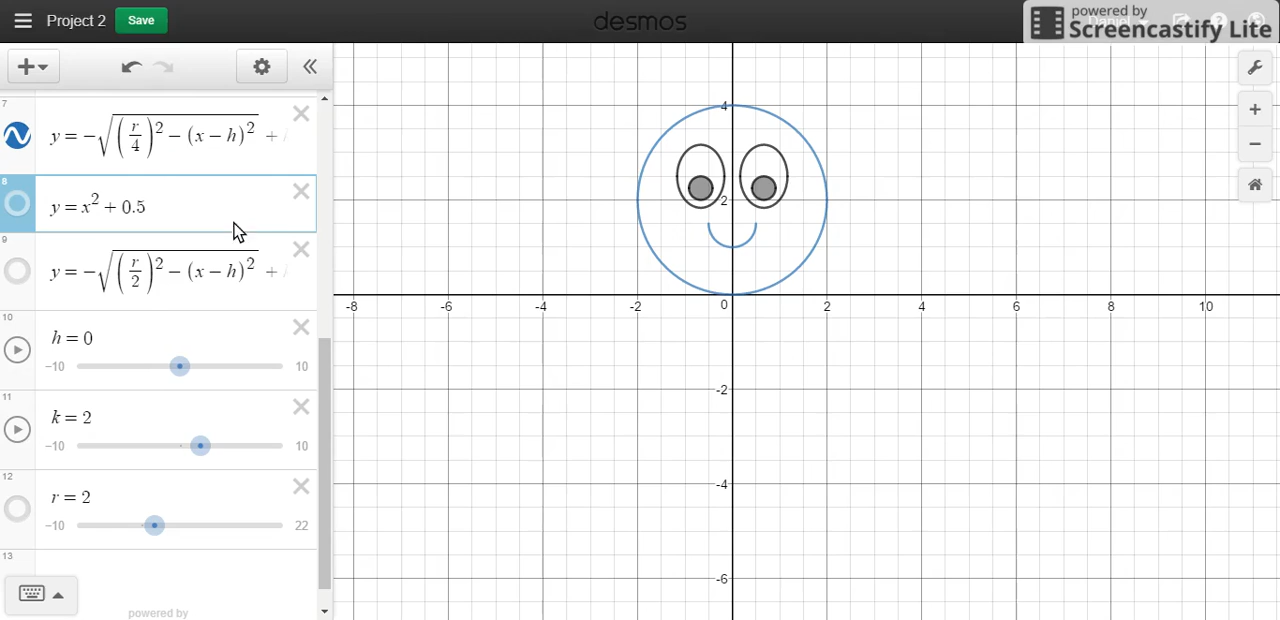 Project 2
Save
desmos
Daniel
powered by
Screencastify Lite
7
y = −√((r/4)^2 − (x − h)^2) +
8
y = x^2 + 0.5
9
y = −√((r/2)^2 − (x − h)^2) +
10
h = 0
−10 10
11
k = 2
−10 10
12
r = 2
−10 22
13
powered by
4
2
-8 -6 -4 -2 0 2 4 6 8 10
-2
-4
-6